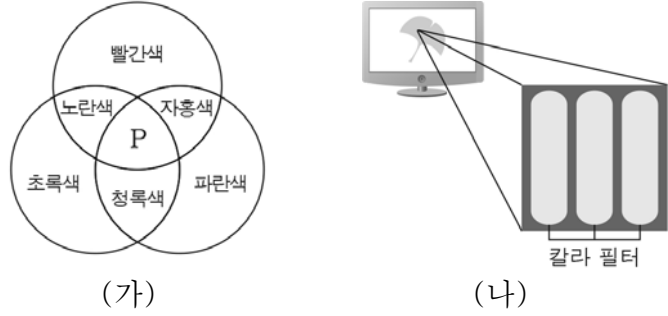 빨간색
노란색 자홍색
P
초록색 청록색 파란색
칼라 필터
(가) (나)